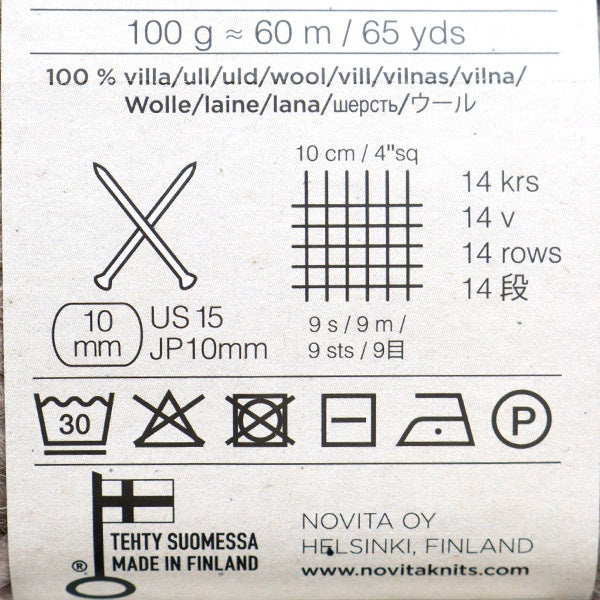 100 g ≈ 60 m / 65 yds
100 % villa/ull/uld/wool/vill/vilnas/vilna/
Wolle/laine/lana/шерсть/ウール
10 cm / 4"sq
14 krs
14 v
14 rows
14 段
10 mm
US 15
JP10mm
9 s / 9 m /
9 sts / 9目
30
P
TEHTY SUOMESSA
® MADE IN FINLAND
NOVITA OY
HELSINKI, FINLAND
www.novitaknits.com